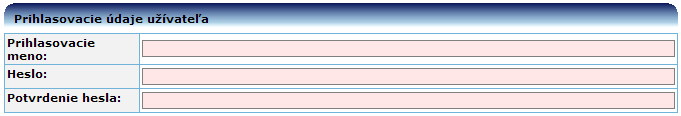 Prihlasovacie údaje užívateľa
Prihlasovacie
meno:
Heslo:
Potvrdenie hesla: